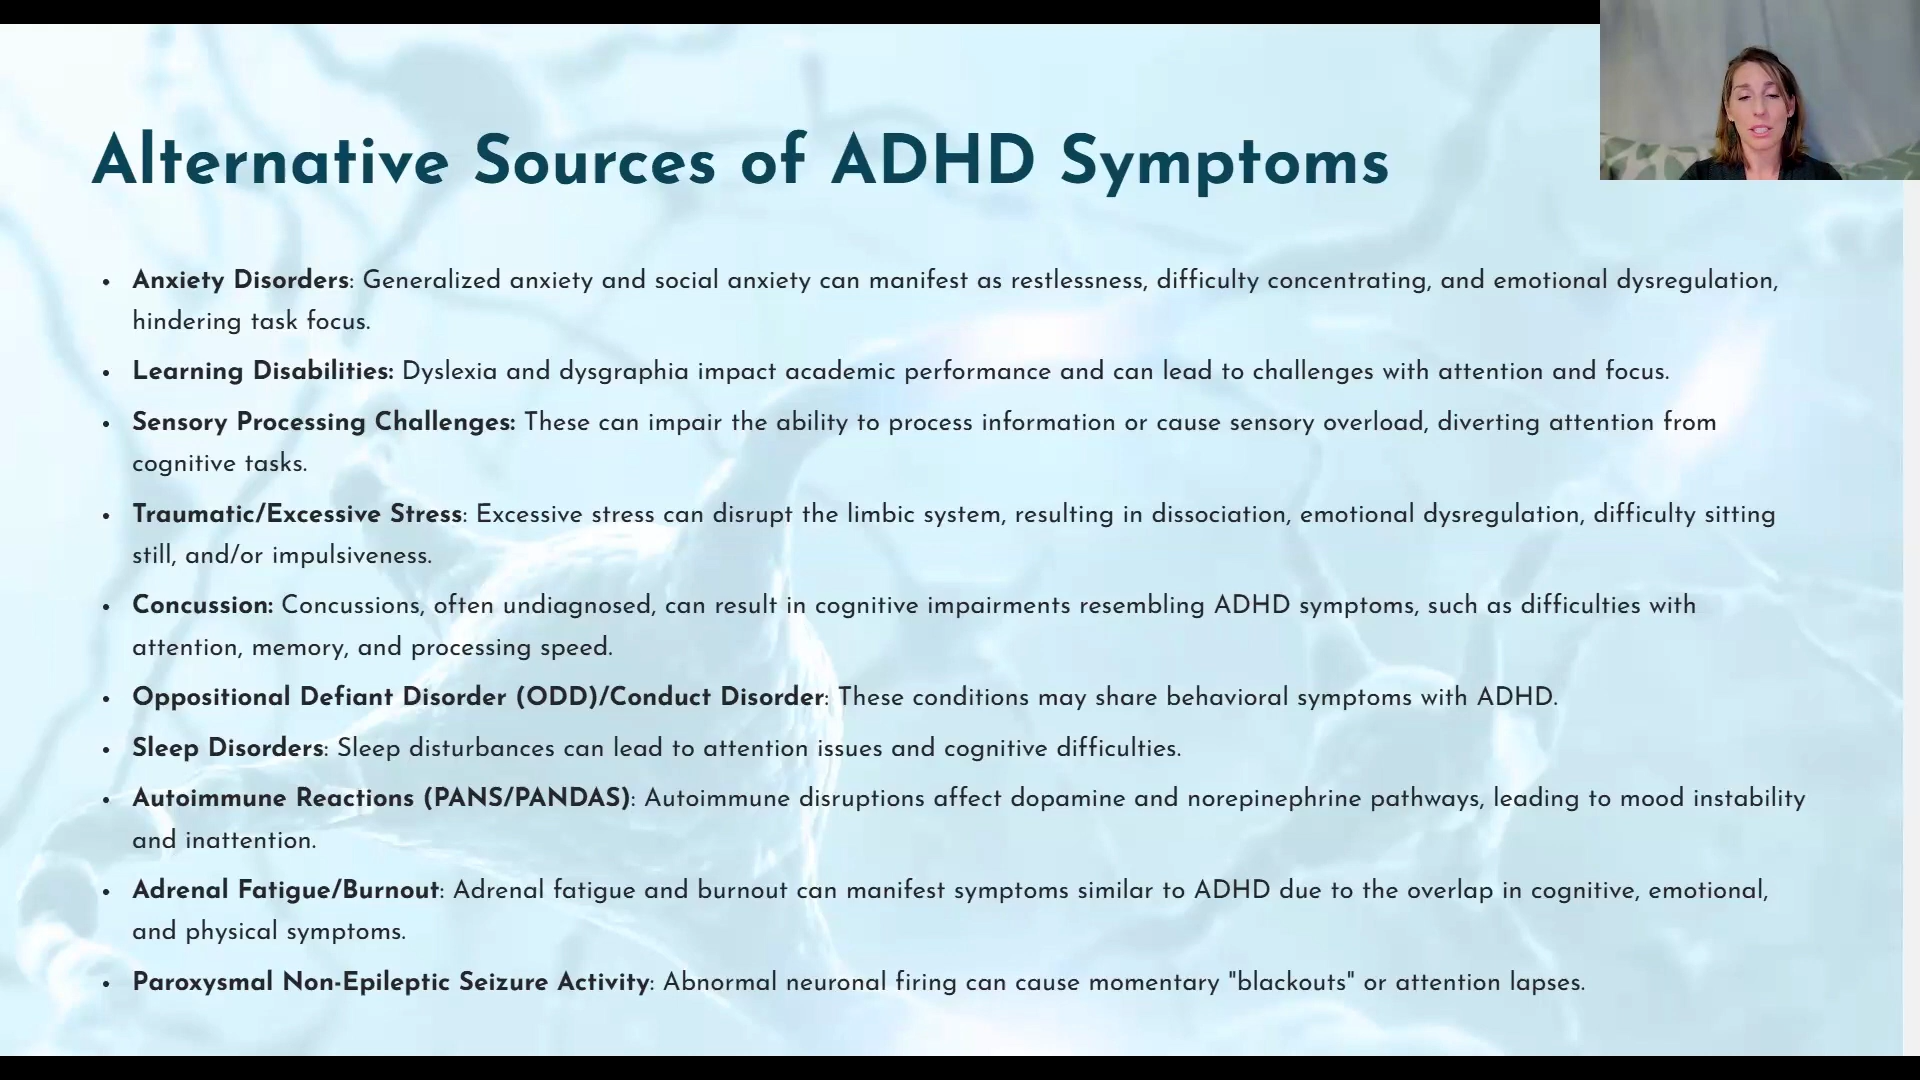 Alternative Sources of ADHD Symptoms
• Anxiety Disorders: Generalized anxiety and social anxiety can manifest as restlessness, difficulty concentrating, and emotional dysregulation,
hindering task focus.
• Learning Disabilities: Dyslexia and dysgraphia impact academic performance and can lead to challenges with attention and focus.
• Sensory Processing Challenges: These can impair the ability to process information or cause sensory overload, diverting attention from
cognitive tasks.
• Traumatic/Excessive Stress: Excessive stress can disrupt the limbic system, resulting in dissociation, emotional dysregulation, difficulty sitting
still, and/or impulsiveness.
• Concussion: Concussions, often undiagnosed, can result in cognitive impairments resembling ADHD symptoms, such as difficulties with
attention, memory, and processing speed.
• Oppositional Defiant Disorder (ODD)/Conduct Disorder: These conditions may share behavioral symptoms with ADHD.
• Sleep Disorders: Sleep disturbances can lead to attention issues and cognitive difficulties.
• Autoimmune Reactions (PANS/PANDAS): Autoimmune disruptions affect dopamine and norepinephrine pathways, leading to mood instability
and inattention.
• Adrenal Fatigue/Burnout: Adrenal fatigue and burnout can manifest symptoms similar to ADHD due to the overlap in cognitive, emotional,
and physical symptoms.
• Paroxysmal Non-Epileptic Seizure Activity: Abnormal neuronal firing can cause momentary "blackouts" or attention lapses.